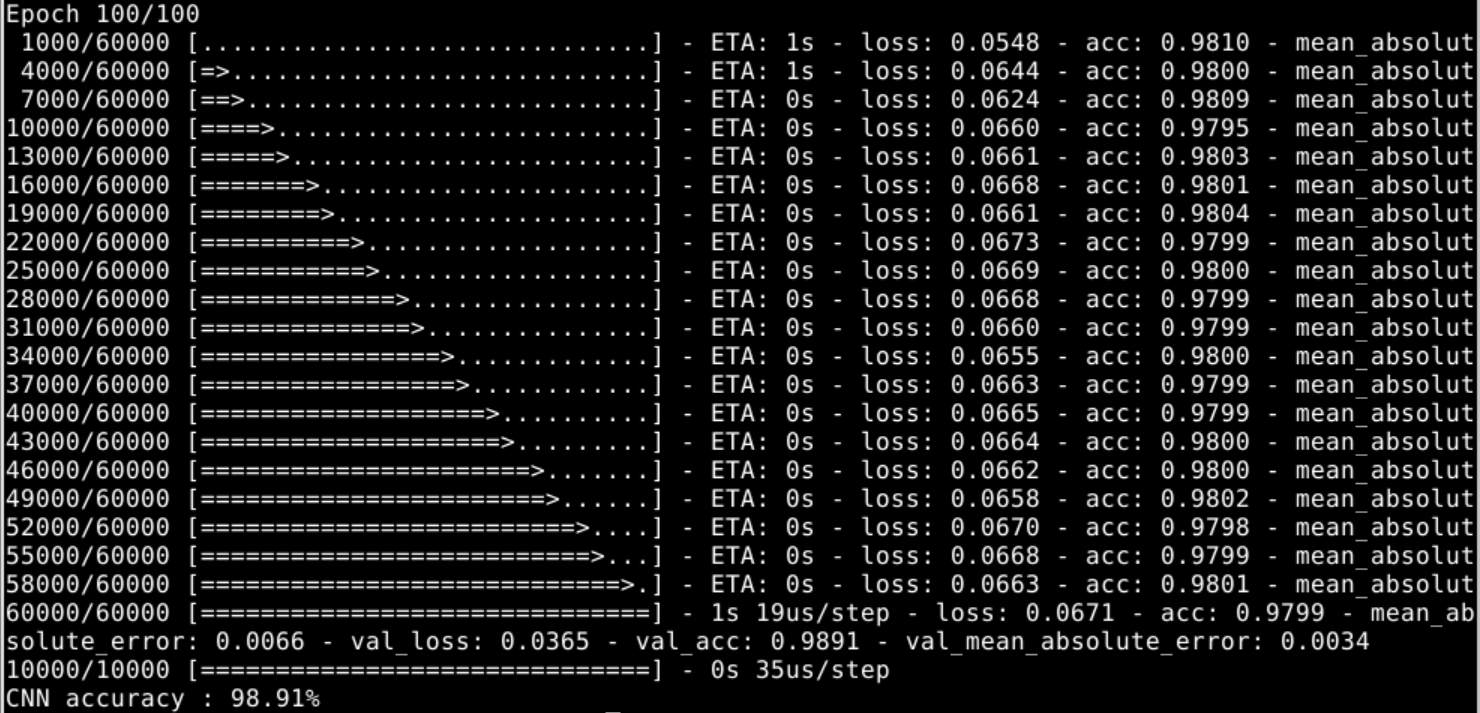 Epoch 100/100
 1000/60000 [..............................] - ETA: 1s - loss: 0.0548 - acc: 0.9810 - mean_absolut
 4000/60000 [=>............................] - ETA: 1s - loss: 0.0644 - acc: 0.9800 - mean_absolut
 7000/60000 [==>...........................] - ETA: 0s - loss: 0.0624 - acc: 0.9809 - mean_absolut
10000/60000 [====>.........................] - ETA: 0s - loss: 0.0660 - acc: 0.9795 - mean_absolut
13000/60000 [=====>........................] - ETA: 0s - loss: 0.0661 - acc: 0.9803 - mean_absolut
16000/60000 [=======>......................] - ETA: 0s - loss: 0.0668 - acc: 0.9801 - mean_absolut
19000/60000 [========>.....................] - ETA: 0s - loss: 0.0661 - acc: 0.9804 - mean_absolut
22000/60000 [==========>...................] - ETA: 0s - loss: 0.0673 - acc: 0.9799 - mean_absolut
25000/60000 [===========>..................] - ETA: 0s - loss: 0.0669 - acc: 0.9800 - mean_absolut
28000/60000 [=============>................] - ETA: 0s - loss: 0.0668 - acc: 0.9799 - mean_absolut
31000/60000 [==============>...............] - ETA: 0s - loss: 0.0660 - acc: 0.9799 - mean_absolut
34000/60000 [================>.............] - ETA: 0s - loss: 0.0655 - acc: 0.9800 - mean_absolut
37000/60000 [=================>............] - ETA: 0s - loss: 0.0663 - acc: 0.9799 - mean_absolut
40000/60000 [===================>..........] - ETA: 0s - loss: 0.0665 - acc: 0.9799 - mean_absolut
43000/60000 [====================>.........] - ETA: 0s - loss: 0.0664 - acc: 0.9800 - mean_absolut
46000/60000 [======================>.......] - ETA: 0s - loss: 0.0662 - acc: 0.9800 - mean_absolut
49000/60000 [=======================>......] - ETA: 0s - loss: 0.0658 - acc: 0.9802 - mean_absolut
52000/60000 [=========================>....] - ETA: 0s - loss: 0.0670 - acc: 0.9798 - mean_absolut
55000/60000 [==========================>...] - ETA: 0s - loss: 0.0668 - acc: 0.9799 - mean_absolut
58000/60000 [============================>.] - ETA: 0s - loss: 0.0663 - acc: 0.9801 - mean_absolut
60000/60000 [==============================] - 1s 19us/step - loss: 0.0671 - acc: 0.9799 - mean_ab
solute_error: 0.0066 - val_loss: 0.0365 - val_acc: 0.9891 - val_mean_absolute_error: 0.0034
10000/10000 [==============================] - 0s 35us/step
CNN accuracy : 98.91%